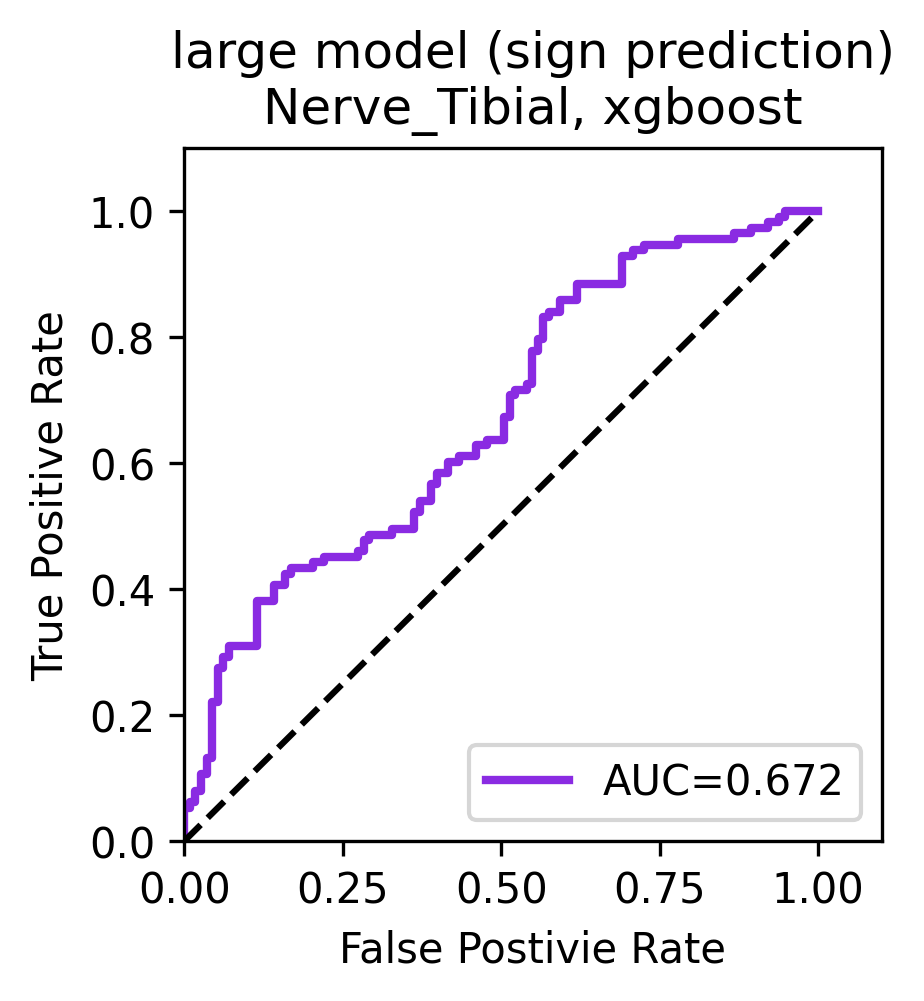 large model (sign prediction)
Nerve_Tibial, xgboost
True Positive Rate
1.0
0.8
0.6
0.4
0.2
0.0
AUC=0.672
0.00 0.25 0.50 0.75 1.00
False Postivie Rate